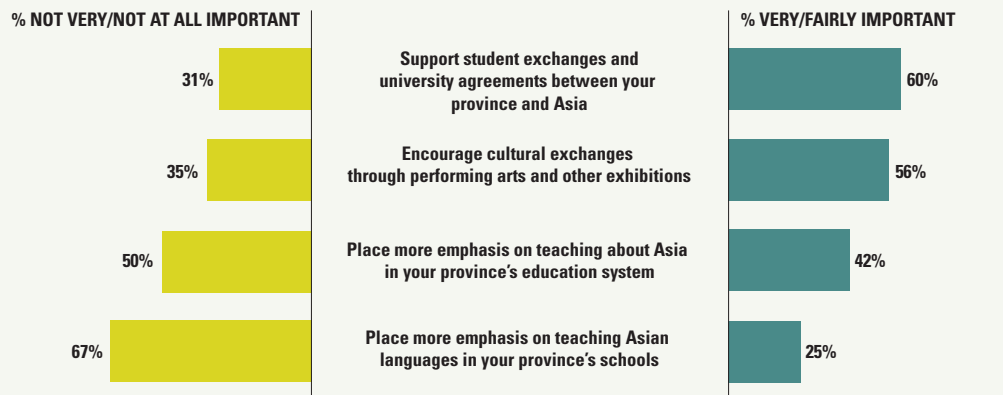 % NOT VERY/NOT AT ALL IMPORTANT
% VERY/FAIRLY IMPORTANT
31%
Support student exchanges and
university agreements between your
province and Asia
60%
35%
Encourage cultural exchanges
through performing arts and other exhibitions
56%
50%
Place more emphasis on teaching about Asia
in your province’s education system
42%
67%
Place more emphasis on teaching Asian
languages in your province’s schools
25%